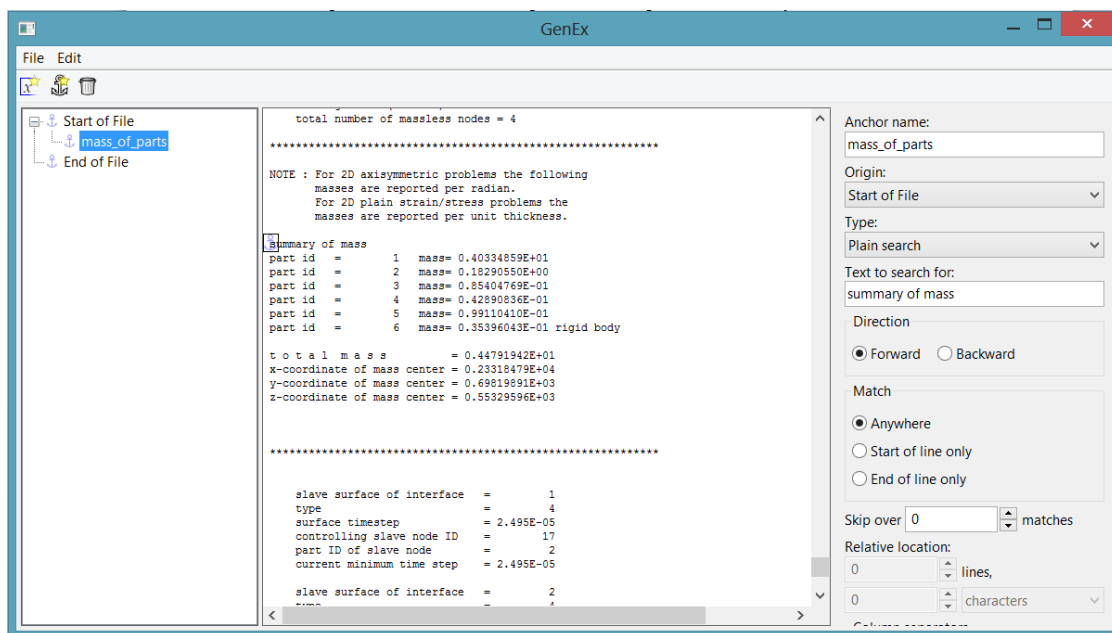 GenEx
File Edit
Start of File
mass_of_parts
End of File
total number of massless nodes = 4
************************************************************
NOTE : For 2D axisymmetric problems the following
masses are reported per radian.
For 2D plain strain/stress problems the
masses are reported per unit thickness.
summary of mass
part id = 1 mass= 0.40334859E+01
part id = 2 mass= 0.18290550E+00
part id = 3 mass= 0.85404769E-01
part id = 4 mass= 0.42890836E-01
part id = 5 mass= 0.99110410E-01
part id = 6 mass= 0.35396043E-01 rigid body
t o t a l m a s s = 0.44791942E+01
x-coordinate of mass center = 0.23318479E+04
y-coordinate of mass center = 0.69819891E+03
z-coordinate of mass center = 0.55329596E+03
************************************************************
slave surface of interface = 1
type = 4
surface timestep = 2.495E-05
controlling slave node ID = 17
part ID of slave node = 2
current minimum time step = 2.495E-05
slave surface of interface = 2
Anchor name:
mass_of_parts
Origin:
Start of File
Type:
Plain search
Text to search for:
summary of mass
Direction
Forward Backward
Match
Anywhere
Start of line only
End of line only
Skip over 0 matches
Relative location:
0 lines,
0 characters